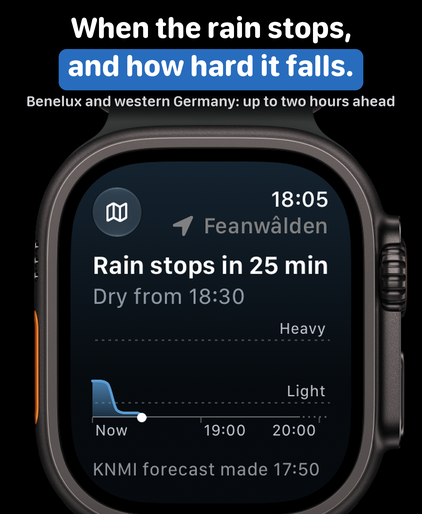 When the rain stops,
and how hard it falls.
Benelux and western Germany: up to two hours ahead
18:05
Feanwâlden
Rain stops in 25 min
Dry from 18:30
Heavy
Light
Now 19:00 20:00
KNMI forecast made 17:50